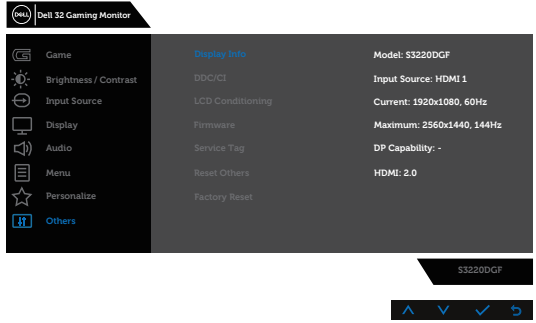 DELL
Dell 32 Gaming Monitor
Game
Brightness / Contrast
Input Source
Display
Audio
Menu
Personalize
Others
Display Info
DDC/CI
LCD Conditioning
Firmware
Service Tag
Reset Others
Factory Reset
Model: S3220DGF
Input Source: HDMI 1
Current: 1920x1080, 60Hz
Maximum: 2560x1440, 144Hz
DP Capability: -
HDMI: 2.0
S3220DGF